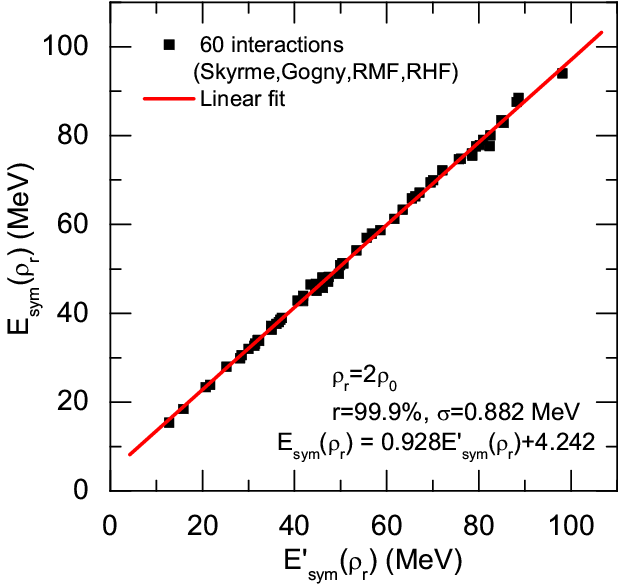 100
80
60
40
20
0
E_sym(ρ_r) (MeV)
60 interactions
(Skyrme,Gogny,RMF,RHF)
Linear fit
ρ_r=2ρ_0
r=99.9%, σ=0.882 MeV
E_sym(ρ_r) = 0.928E'_sym(ρ_r)+4.242
0 20 40 60 80 100
E'_sym(ρ_r) (MeV)